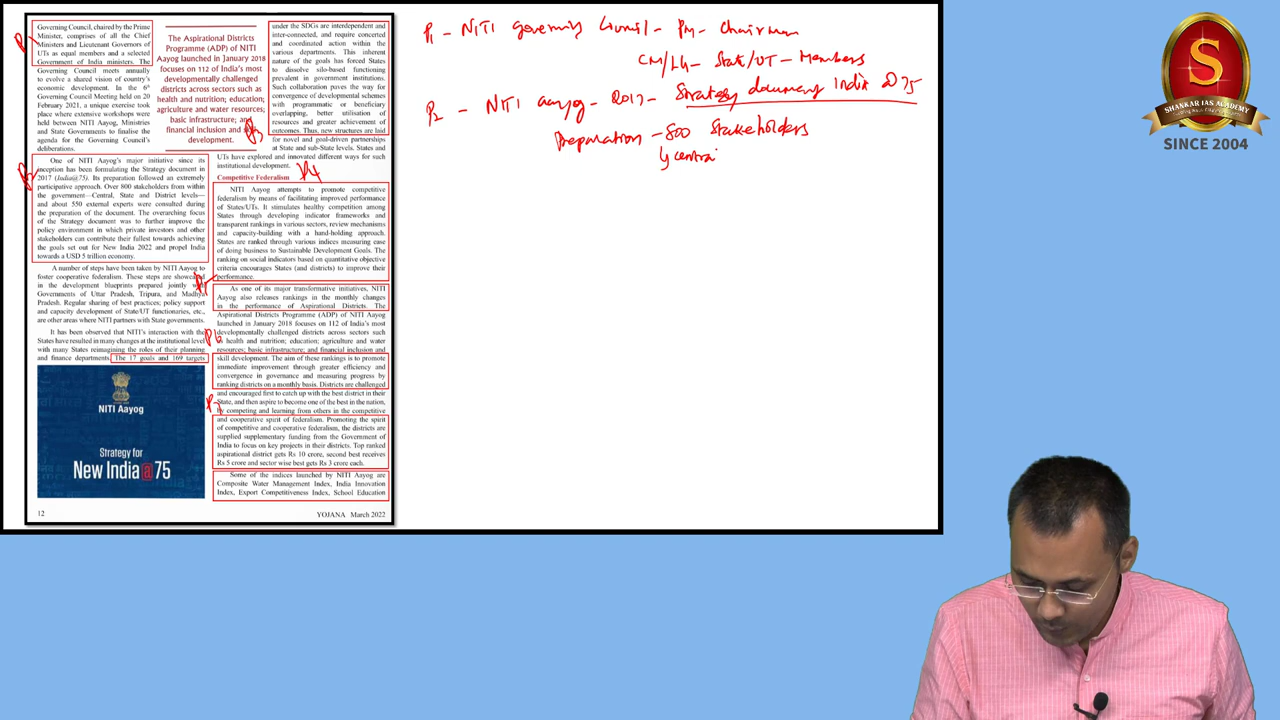 Governing Council, chaired by the Prime
Minister, comprises of all the Chief
Ministers and Lieutenant Governors of
UTs as equal members and a selected
Government of India ministers. The
Governing Council meets annually
to evolve a shared vision of country's
economic development. In the 6th
Governing Council Meeting held on 20
February 2021, a unique exercise took
place where extensive workshops were
held between NITI Aayog, Ministries
and State Governments to finalise the
agenda for the Governing Council's
deliberations.
One of NITI Aayog's major initiative since its
inception has been formulating the Strategy document in
2017 (India@75). Its preparation followed an extremely
participative approach. Over 800 stakeholders from within
the government—Central, State and District levels—
and about 550 external experts were consulted during
the preparation of the document. The overarching focus
of the Strategy document was to further improve the
policy environment in which private investors and other
stakeholders can contribute their fullest towards achieving
the goals set out for New India 2022 and propel India
towards a USD 5 trillion economy.
A number of steps have been taken by NITI Aayog to
foster cooperative federalism. These steps are showcased
in the development blueprints prepared jointly with
Governments of Uttar Pradesh, Tripura, and Madhya
Pradesh. Regular sharing of best practices; policy support
and capacity development of State/UT functionaries, etc.,
are other areas where NITI partners with State governments.
It has been observed that NITI's interaction with the
States have resulted in many changes at the institutional level
with many States reimagining the roles of their planning
and finance departments. The 17 goals and 169 targets
NITI Aayog
Strategy for
New India@75
12
The Aspirational Districts
Programme (ADP) of NITI
Aayog launched in January 2018
focuses on 112 of India's most
developmentally challenged
districts across sectors such as
health and nutrition; education;
agriculture and water resources;
basic infrastructure; and
financial inclusion and skill
development.
under the SDGs are interdependent and
inter-connected, and require concerted
and coordinated action within the
various departments. This inherent
nature of the goals has forced States
to dissolve silo-based functioning
prevalent in government institutions.
Such collaboration paves the way for
convergence of developmental schemes
with programmatic or beneficiary
overlapping, better utilisation of
resources and greater achievement of
outcomes. Thus, new structures are laid
for novel and goal-driven partnerships
at State and sub-State levels. States and
UTs have explored and innovated different ways for such
institutional development.
Competitive Federalism
NITI Aayog attempts to promote competitive
federalism by means of facilitating improved performance
of States/UTs. It stimulates healthy competition among
States through developing indicator frameworks and
transparent rankings in various sectors, review mechanisms
and capacity-building with a hand-holding approach.
States are ranked through various indices measuring ease
of doing business to Sustainable Development Goals. The
ranking on social indicators based on quantitative objective
criteria encourages States (and districts) to improve their
performance.
As one of its major transformative initiatives, NITI
Aayog also releases rankings in the monthly changes
in the performance of Aspirational Districts. The
Aspirational Districts Programme (ADP) of NITI Aayog
launched in January 2018 focuses on 112 of India's most
developmentally challenged districts across sectors such
as health and nutrition; education; agriculture and water
resources; basic infrastructure; and financial inclusion and
skill development. The aim of these rankings is to promote
immediate improvement through greater efficiency and
convergence in governance and measuring progress by
ranking districts on a monthly basis. Districts are challenged
and encouraged first to catch up with the best district in their
State, and then aspire to become one of the best in the nation,
by competing and learning from others in the competitive
and cooperative spirit of federalism. Promoting the spirit
of competitive and cooperative federalism, the districts are
supplied supplementary funding from the Government of
India to focus on key projects in their districts. Top ranked
aspirational district gets Rs 10 crore, second best receives
Rs 5 crore and sector wise best gets Rs 3 crore each.
Some of the indices launched by NITI Aayog are
Composite Water Management Index, India Innovation
Index, Export Competitiveness Index, School Education
YOJANA March 2022
P1 P2 P3 P4 P6
P1 - NITI governing Council - PM - Chairman
CM/LG - State/UT - Members
P2 - NITI aayog - 2017 - Strategy document India @ 75
Preparation - 800 Stakeholders
Centra
S
SHANKAR IAS ACADEMY
SINCE 2004